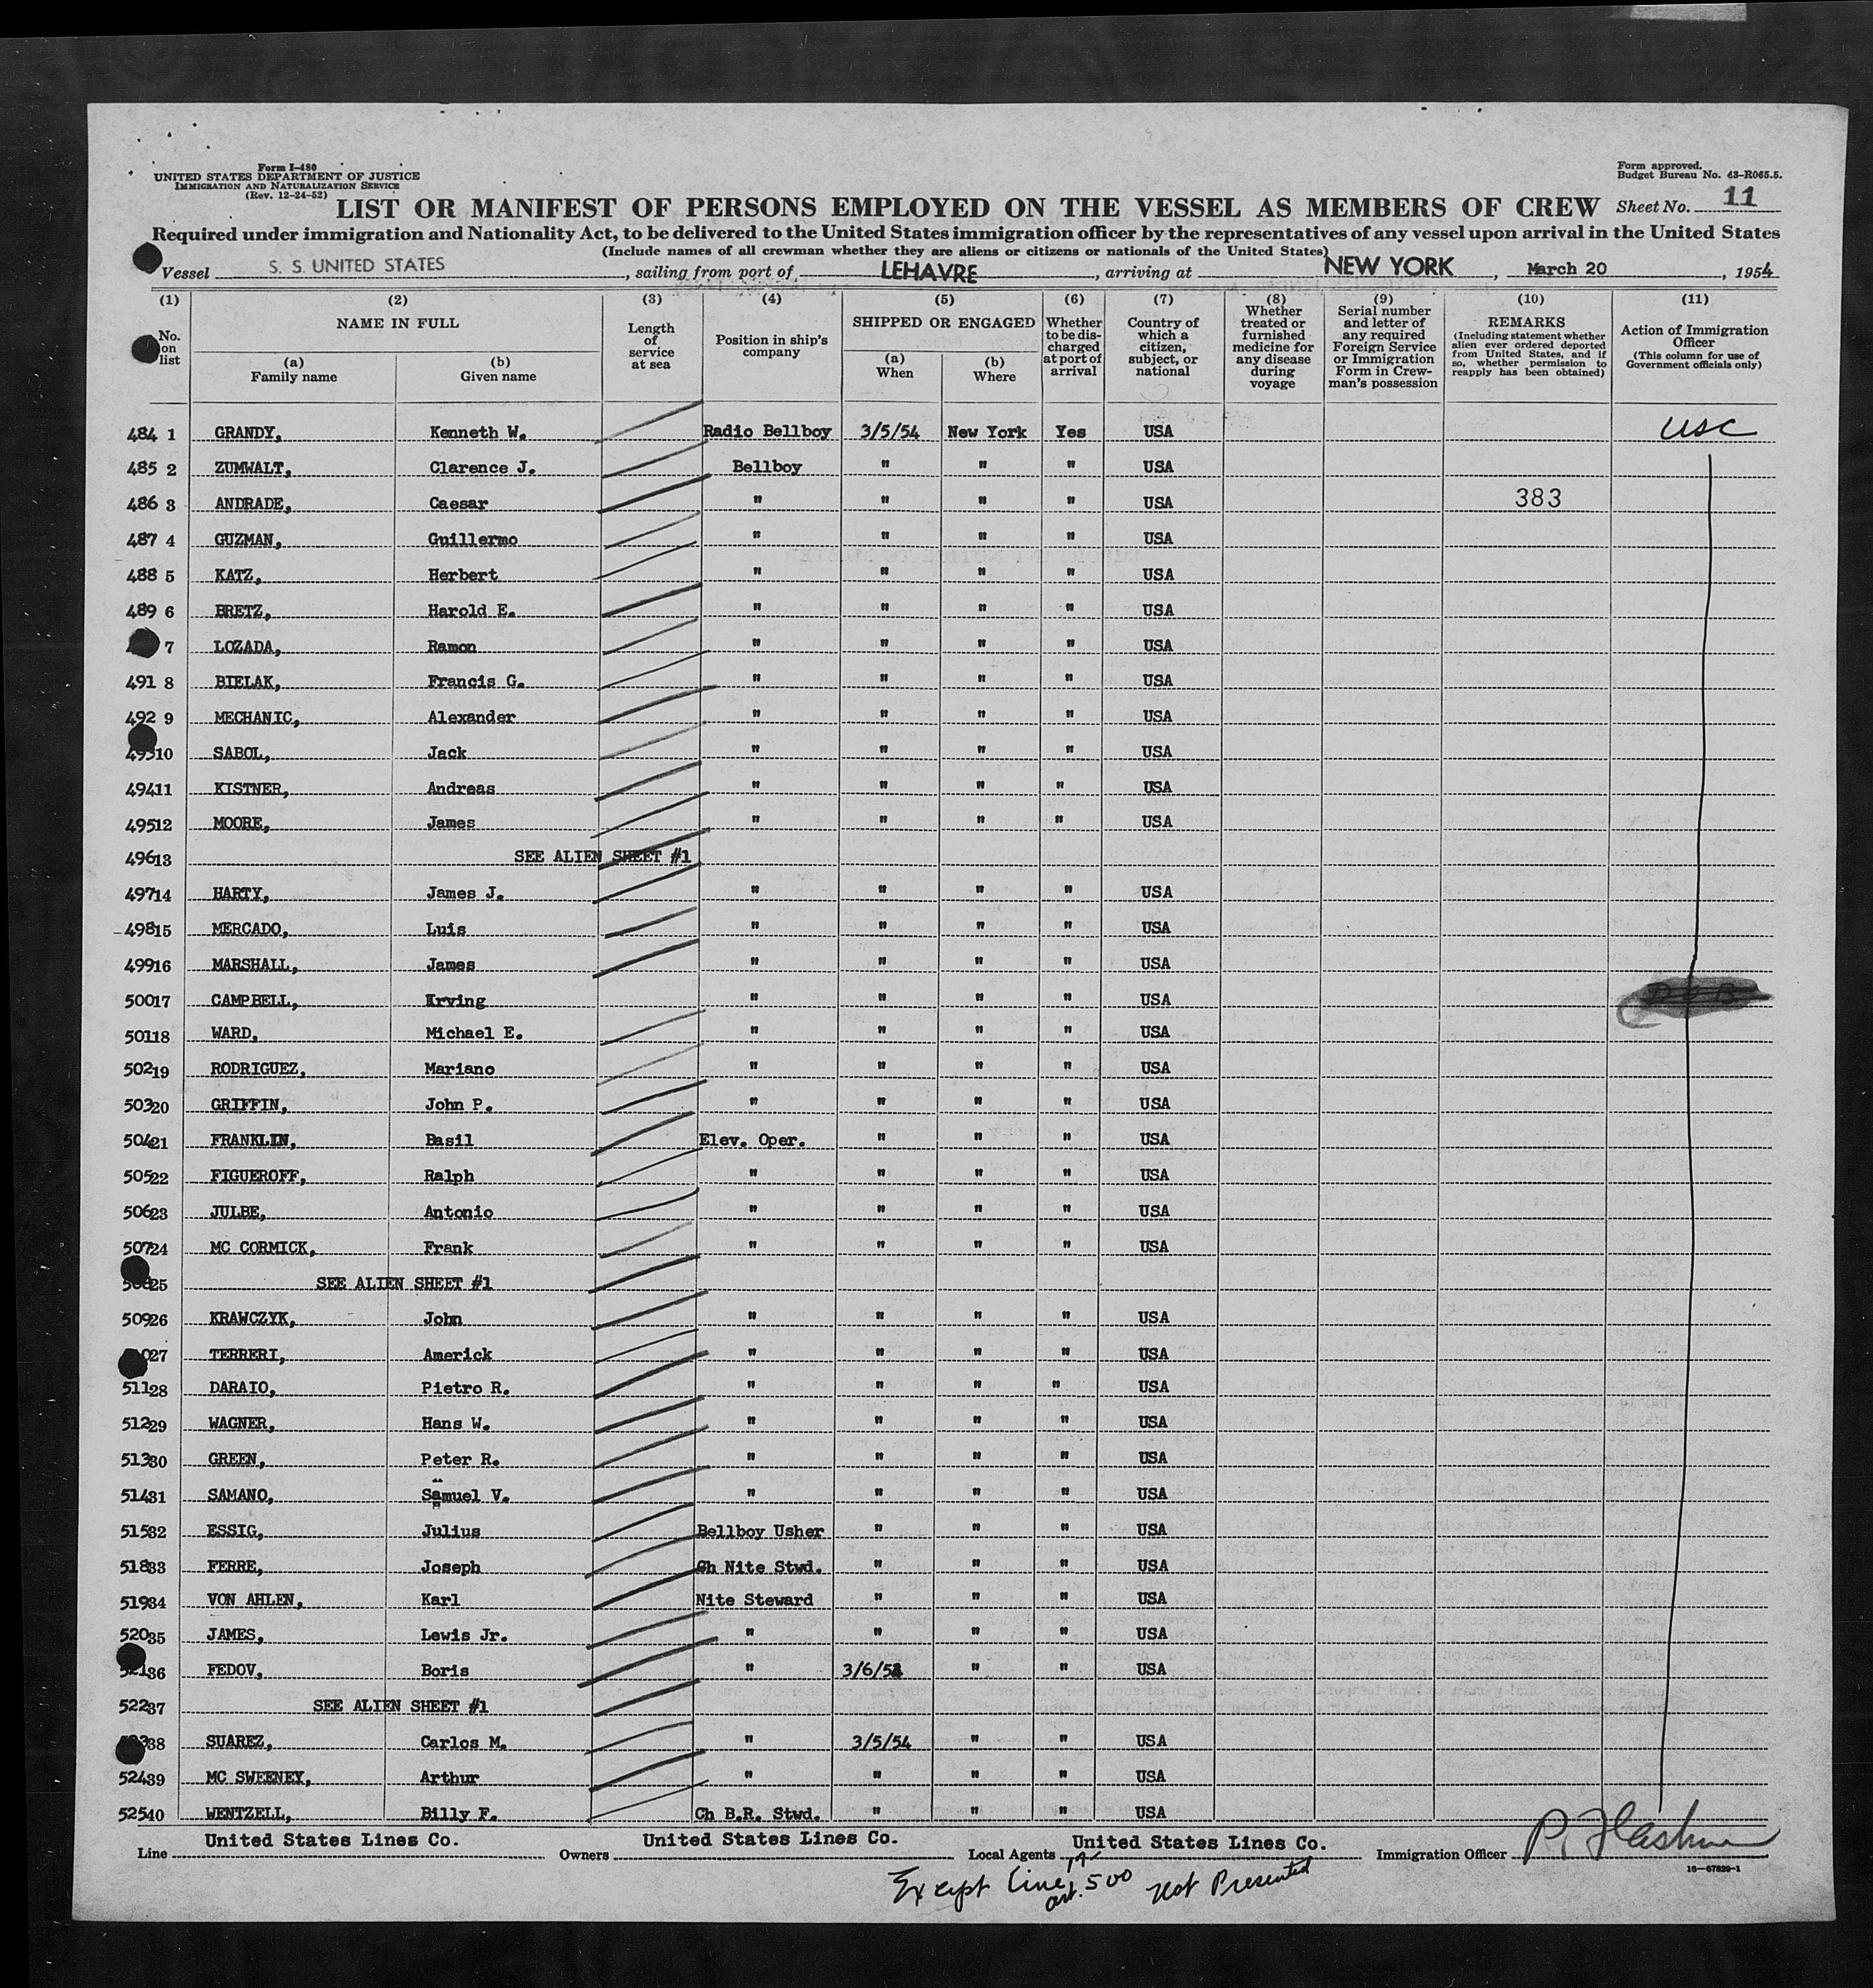 Form I-480
UNITED STATES DEPARTMENT OF JUSTICE
IMMIGRATION AND NATURALIZATION SERVICE
(Rev. 12-24-52)
Form approved.
Budget Bureau No. 43-R065.5.
LIST OR MANIFEST OF PERSONS EMPLOYED ON THE VESSEL AS MEMBERS OF CREW Sheet No. 11
Required under immigration and Nationality Act, to be delivered to the United States immigration officer by the representatives of any vessel upon arrival in the United States
(Include names of all crewman whether they are aliens or citizens or nationals of the United States)
Vessel S. S. UNITED STATES, sailing from port of LEHAVRE, arriving at NEW YORK, March 20, 1954
(1) (2) (3) (4) (5) (6) (7) (8) (9) (10) (11)
No. on list
NAME IN FULL
(a) Family name
(b) Given name
Length of service at sea
Position in ship's company
SHIPPED OR ENGAGED
(a) When
(b) Where
Whether to be discharged at port of arrival
Country of which a citizen, subject, or national
Whether treated or furnished medicine for any disease during voyage
Serial number and letter of any required Foreign Service or Immigration Form in Crewman's possession
REMARKS
(Including statement whether alien ever ordered deported from United States, and if so, whether permission to reapply has been obtained)
Action of Immigration Officer
(This column for use of Government officials only)
484 1 GRANDY, Kenneth W. Radio Bellboy 3/5/54 New York Yes USA USC
485 2 ZUMWALT, Clarence J. Bellboy " " " USA
486 3 ANDRADE, Caesar " " " " USA 383
487 4 GUZMAN, Guillermo " " " " USA
488 5 KATZ, Herbert " " " " USA
489 6 BRETZ, Harold E. " " " " USA
7 LOZADA, Ramon " " " " USA
491 8 BIELAK, Francis G. " " " " USA
492 9 MECHANIC, Alexander " " " " USA
493 10 SABOL, Jack " " " " USA
494 11 KISTNER, Andreas " " " " USA
495 12 MOORE, James " " " " USA
496 13 SEE ALIEN SHEET #1
497 14 HARTY, James J. " " " " USA
498 15 MERCADO, Luis " " " " USA
499 16 MARSHALL, James " " " " USA
500 17 CAMPBELL, Irving " " " " USA
501 18 WARD, Michael E. " " " " USA
502 19 RODRIGUEZ, Mariano " " " " USA
503 20 GRIFFIN, John P. " " " " USA
504 21 FRANKLIN, Basil Elev. Oper. " " " USA
505 22 FIGUEROFF, Ralph " " " " USA
506 23 JULBE, Antonio " " " " USA
507 24 MC CORMICK, Frank " " " " USA
25 SEE ALIEN SHEET #1
509 26 KRAWCZYK, John " " " " USA
27 TERRERI, Americk " " " " USA
511 28 DARAIO, Pietro R. " " " " USA
512 29 WAGNER, Hans W. " " " " USA
513 30 GREEN, Peter R. " " " " USA
514 31 SAMANO, Samuel V. " " " " USA
515 32 ESSIG, Julius Bellboy Usher " " " USA
518 33 FERRE, Joseph Ch Nite Stwd. " " " USA
519 34 VON AHLEN, Karl Nite Steward " " " USA
520 35 JAMES, Lewis Jr. " " " " USA
521 36 FEDOV, Boris " 3/6/54 " " USA
522 37 SEE ALIEN SHEET #1
38 SUAREZ, Carlos M. " 3/5/54 " " USA
524 39 MC SWEENEY, Arthur " " " " USA
525 40 WENTZELL, Billy F. Ch B.R. Stwd. " " " USA
Line United States Lines Co. Owners United States Lines Co. Local Agents United States Lines Co. Immigration Officer
16—67829-1
Except line 500 Not Presented